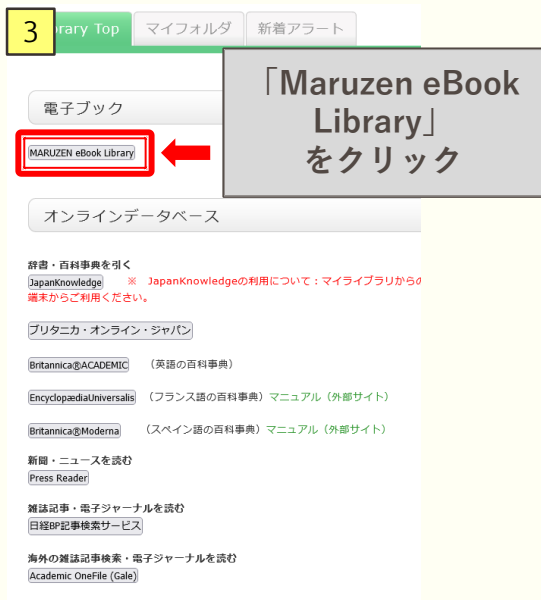 3
rary Top
マイフォルダ
新着アラート
「Maruzen eBook
Library」
をクリック
電子ブック
MARUZEN eBook Library
オンラインデータベース
辞書・百科事典を引く
JapanKnowledge ※ JapanKnowledgeの利用について：マイライブラリからの
端末からご利用ください。
ブリタニカ・オンライン・ジャパン
Britannica®ACADEMIC （英語の百科事典）
EncyclopædiaUniversalis （フランス語の百科事典）マニュアル（外部サイト）
Britannica®Moderna （スペイン語の百科事典）マニュアル（外部サイト）
新聞・ニュースを読む
Press Reader
雑誌記事・電子ジャーナルを読む
日経BP記事検索サービス
海外の雑誌記事検索・電子ジャーナルを読む
Academic OneFile (Gale)